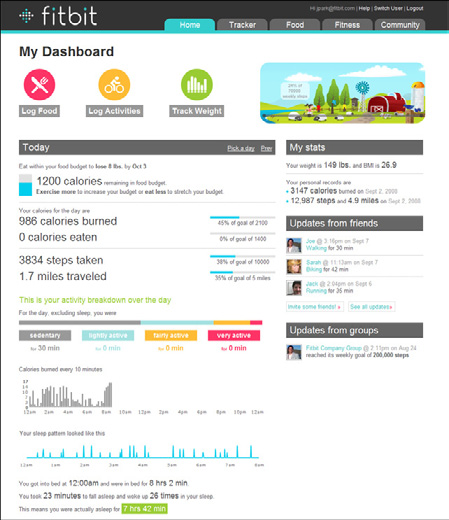 fitbit
Hi jpam@fitbit.com | Help | Switch User | Logout
Home Tracker Food Fitness Community
My Dashboard
Log Food Log Activities Track Weight
Today Pick a day Prev
Eat within your food budget to lose 8 lbs. by Oct 3
1200 calories remaining in food budget.
Exercise more to increase your budget or eat less to stretch your budget.
Your calories for the day are
986 calories burned
45% of goal of 2100
0 calories eaten
0% of goal of 1400
3834 steps taken
38% of goal of 10000
1.7 miles traveled
35% of goal of 5 miles
This is your activity breakdown over the day
For the day, excluding sleep, you were
sedentary lightly active fairly active very active
for 30 min for 0 min for 0 min for 0 min
Calories burned every 10 minutes
12am 2am 4am 6am 8am 10am 12pm 2pm 4pm 6pm 8pm 10pm 12am
Your sleep pattern looked like this
12am 1am 2am 3am 4am 5am 6am 7am 8am
You got into bed at 12:00am and were in bed for 8 hrs 2 min.
You took 23 minutes to fall asleep and woke up 26 times in your sleep.
This means you were actually asleep for 7 hrs 42 min
My stats
Your weight is 149 lbs. and BMI is 26.9
Your personal records are
3147 calories burned on Sept 2, 2008
12,987 steps and 4.9 miles on Sept 2, 2008
Updates from friends
Joe @ 3:16pm on Sept 7
Walking for 30 min
Sarah @ 11:13am on Sept 7
Biking for 42 min
Jack @ 2:04pm on Sept 6
Running for 35 min
Invite some friends! See all updates
Updates from groups
Fitbit Company Group @ 2:11pm on Aug 24
reached its weekly goal of 200,000 steps